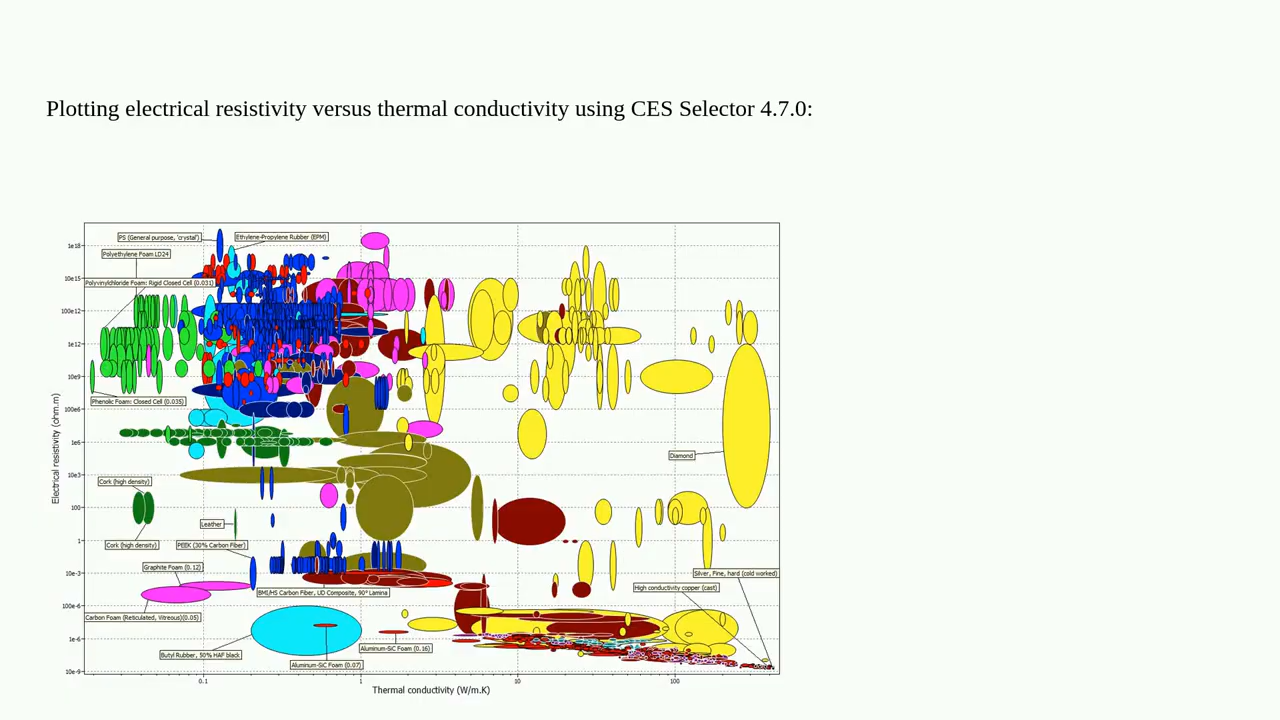 Plotting electrical resistivity versus thermal conductivity using CES Selector 4.7.0:
PS (General purpose, 'crystal')
Ethylene-Propylene Rubber (EPM)
1e18
Polyethylene Foam LD24
10e15
Polyvinylchloride Foam: Rigid Closed Cell (0.031)
100e12
1e12
10e9
Phenolic Foam: Closed Cell (0.035)
100e6
1e6
Diamond
Electrical resistivity (ohm.m)
10e3
Cork (high density)
100
Leather
1
Cork (high density)
PEEK (30% Carbon Fiber)
Graphite Foam (0.12)
10e-3
Silver, Fine, hard (cold worked)
High conductivity copper (cast)
BMI/HS Carbon Fiber, UD Composite, 90° Lamina
100e-6
Carbon Foam (Reticulated, Vitreous)(0.05)
1e-6
Aluminum-SiC Foam (0.16)
Butyl Rubber, 50% HAF black
Aluminum-SiC Foam (0.07)
10e-9
0.1
1
10
100
Thermal conductivity (W/m.K)